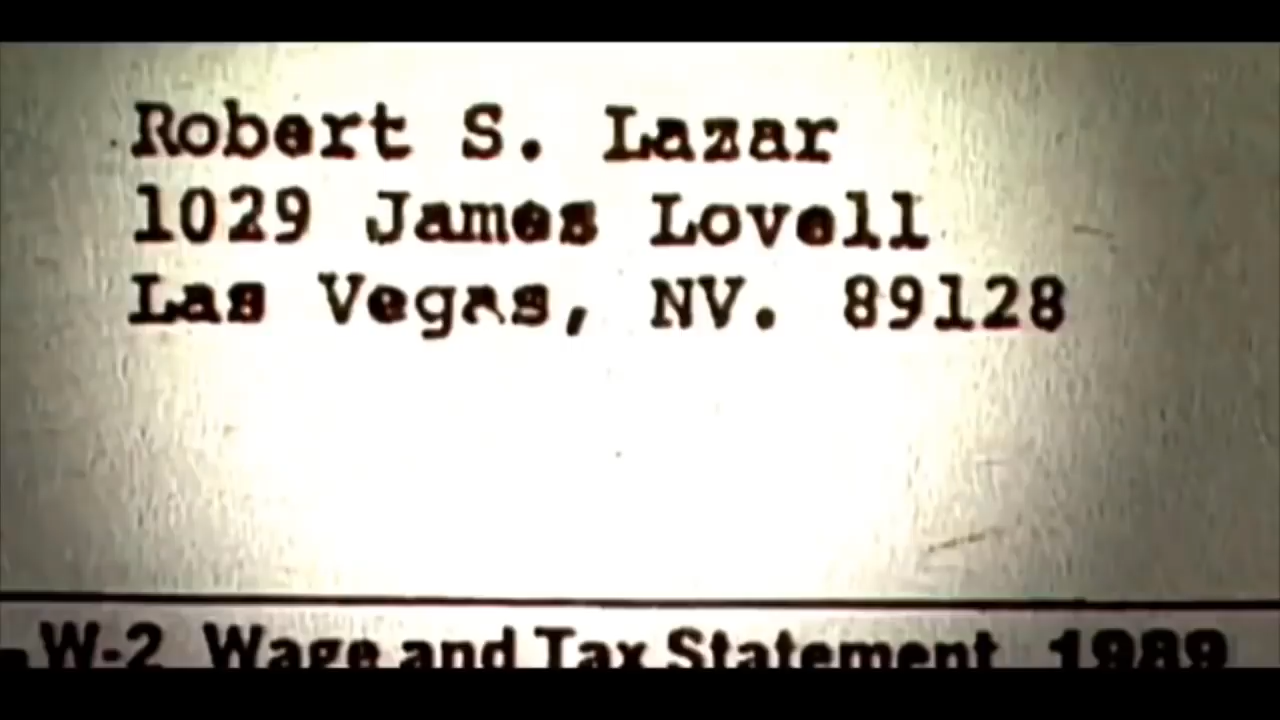 Robert S. Lazar
1029 James Lovell
Las Vegas, NV. 89128
W-2 Wage and Tax Statement 1989